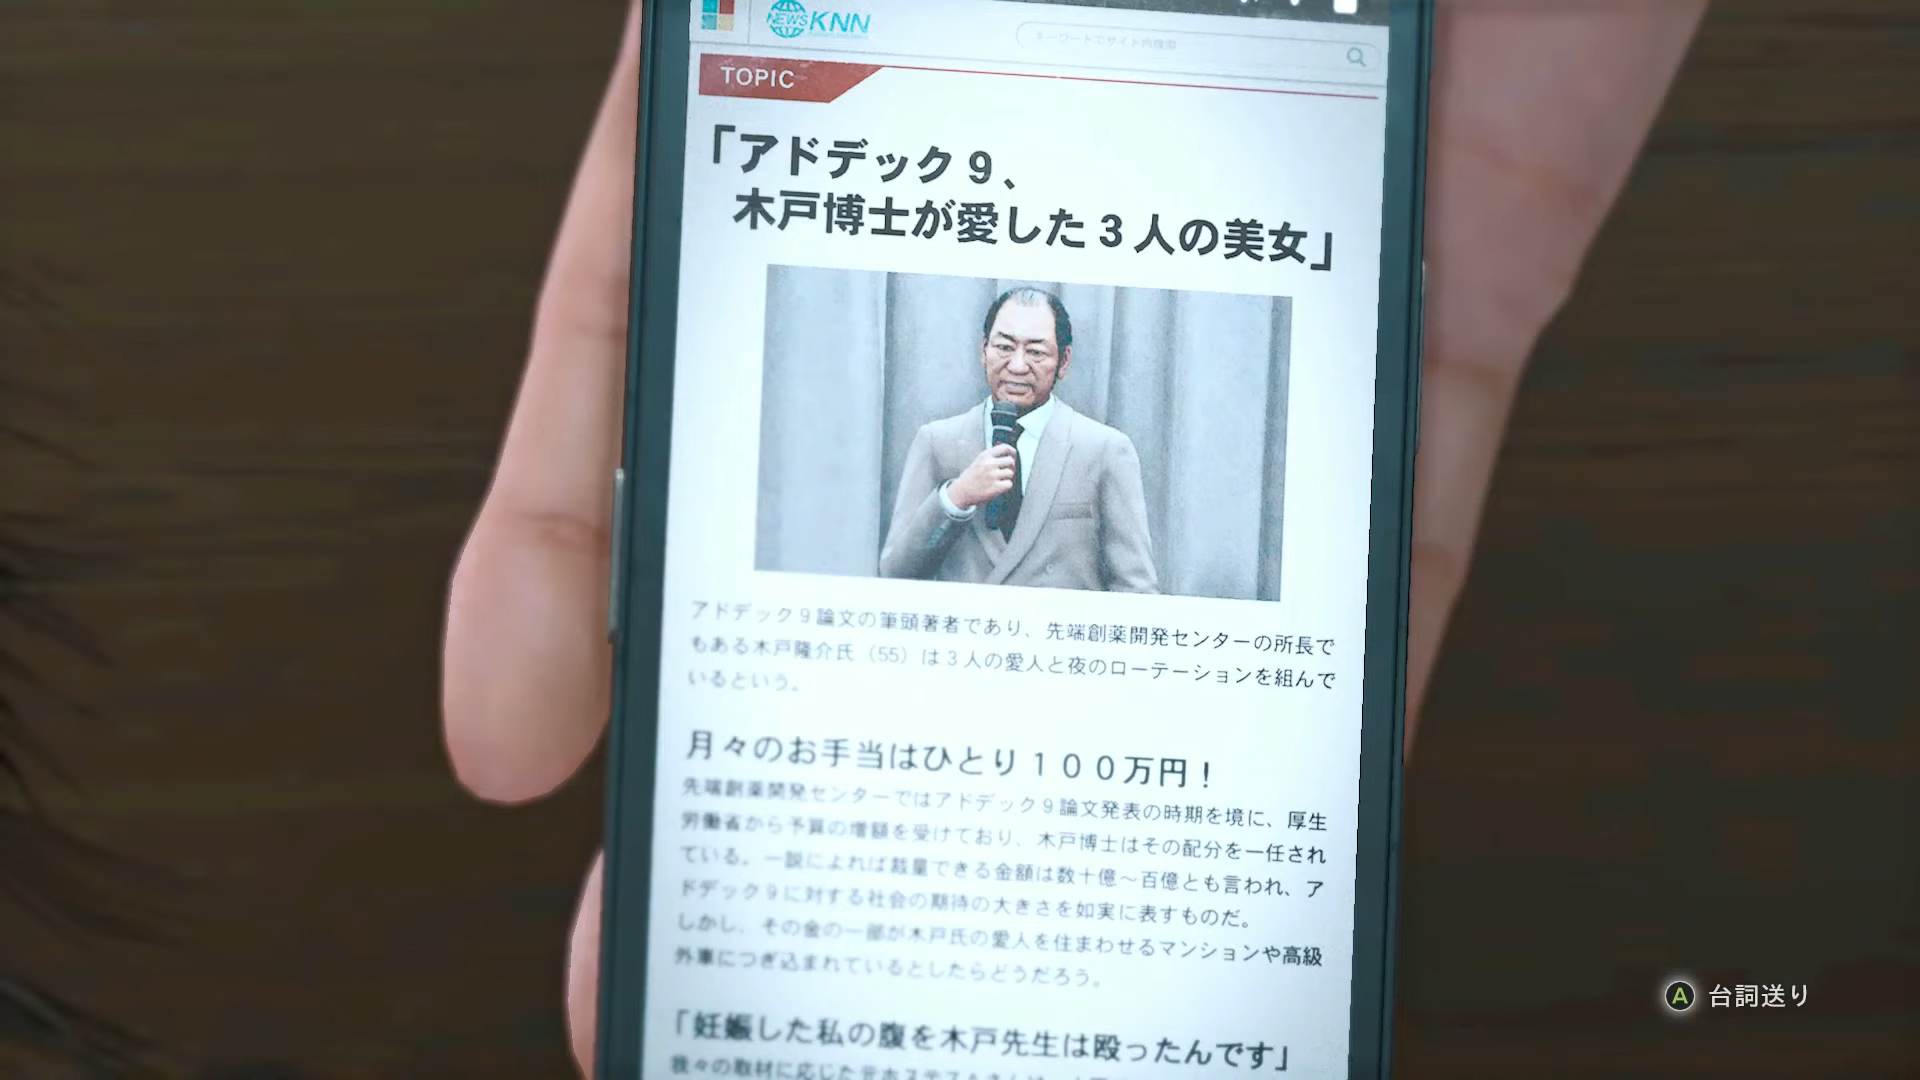 NEWS KNN
キーワードでサイト内検索
TOPIC
「アドデック9、
木戸博士が愛した3人の美女」
アドデック9論文の筆頭著者であり、先端創薬開発センターの所長で
もある木戸隆介氏（55）は3人の愛人と夜のローテーションを組んで
いるという。
月々のお手当はひとり100万円！
先端創薬開発センターではアドデック9論文発表の時期を境に、厚生
労働省から予算の増額を受けており、木戸博士はその配分を一任され
ている。一説によれば裁量できる金額は数十億～百億とも言われ、ア
ドデック9に対する社会の期待の大きさを如実に表すものだ。
しかし、その金の一部が木戸氏の愛人を住まわせるマンションや高級
外車につぎ込まれているとしたらどうだろう。
「妊娠した私の腹を木戸先生は殴ったんです」
我々の取材に応じた元ホステス
A 台詞送り